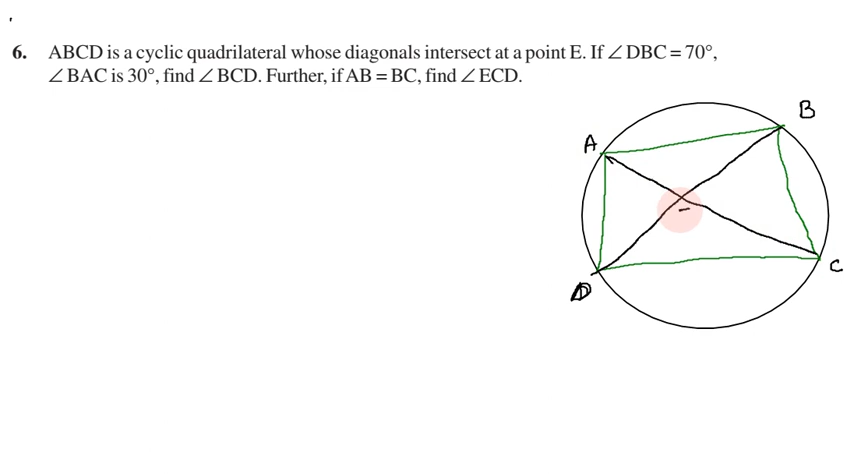 6. ABCD is a cyclic quadrilateral whose diagonals intersect at a point E. If ∠DBC = 70°,
∠BAC is 30°, find ∠BCD. Further, if AB = BC, find ∠ECD.
B
A
C
D